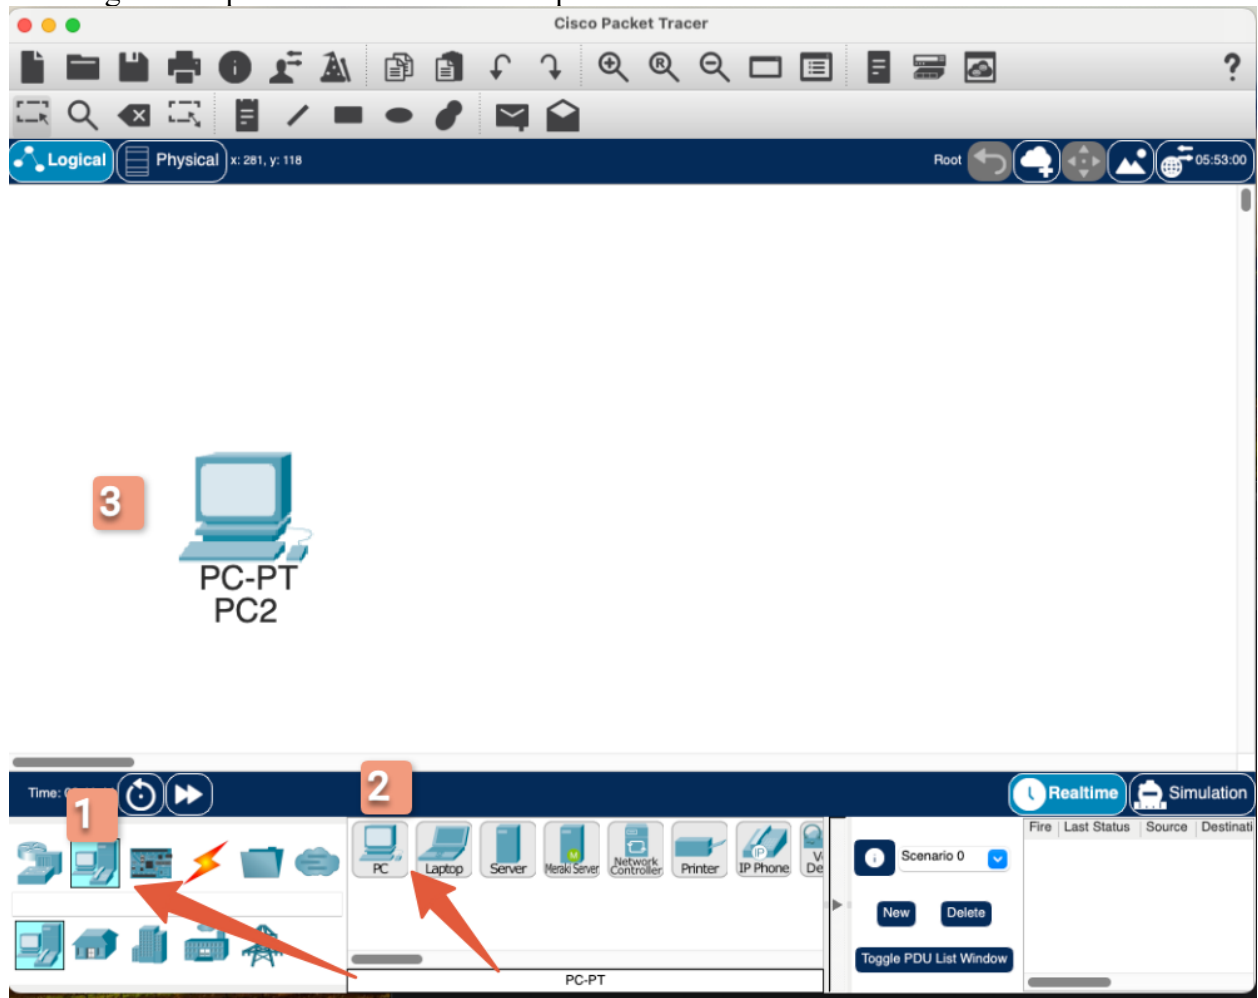 Cisco Packet Tracer
Logical
Physical
x: 281, y: 118
Root
05:53:00
3
PC-PT
PC2
Time:
1
2
Realtime
Simulation
PC
Laptop
Server
Meraki Server
Network Controller
Printer
IP Phone
Scenario 0
New
Delete
Toggle PDU List Window
Fire
Last Status
Source
Destinati
PC-PT